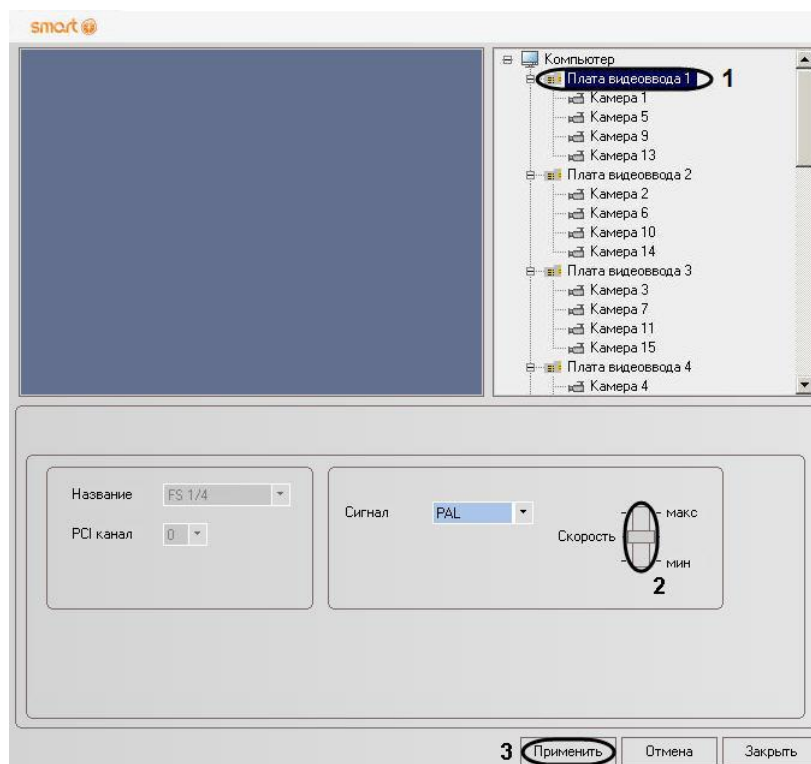 smart
Компьютер
Плата видеоввода 1
1
Камера 1
Камера 5
Камера 9
Камера 13
Плата видеоввода 2
Камера 2
Камера 6
Камера 10
Камера 14
Плата видеоввода 3
Камера 3
Камера 7
Камера 11
Камера 15
Плата видеоввода 4
Камера 4
Название
FS 1/4
PCI канал
0
Сигнал
PAL
Скорость
макс
мин
2
3
Применить
Отмена
Закрыть